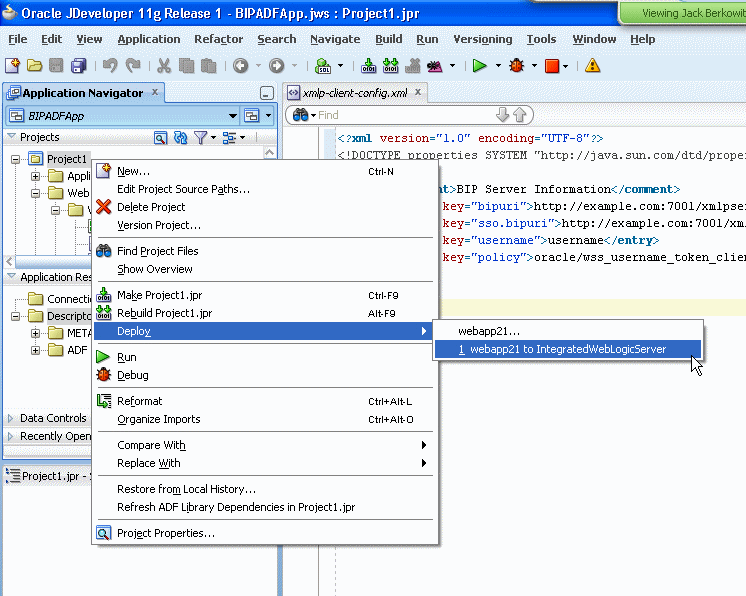 Oracle JDeveloper 11g Release 1 - BIPADFApp.jws : Project1.jpr
Viewing Jack Berkowit
File Edit View Application Refactor Search Navigate Build Run Versioning Tools Window Help
Application Navigator
xmlp-client-config.xml
BIPADFApp
Find
Projects
<?xml version="1.0" encoding="UTF-8"?>
<!DOCTYPE properties SYSTEM "http://java.sun.com/dtd/proper
Project1
Appli
Web
BIP Server Information</comment>
key="bipuri">http://example.com:7001/xmlpser
key="sso.bipuri">http://example.com:7001/xml
key="username">username</entry>
key="policy">oracle/wss_username_token_clien
New... Ctrl-N
Edit Project Source Paths...
Delete Project
Version Project...
Find Project Files
Show Overview
Make Project1.jpr Ctrl-F9
Rebuild Project1.jpr Alt-F9
Deploy
webapp21...
1 webapp21 to IntegratedWebLogicServer
Run
Debug
Reformat Ctrl+Alt-L
Organize Imports Ctrl+Alt-O
Compare With
Replace With
Restore from Local History...
Refresh ADF Library Dependencies in Project1.jpr
Project Properties...
Application Res
Connectio
Descripto
META
ADF
Data Controls
Recently Open
Project1.jpr - S